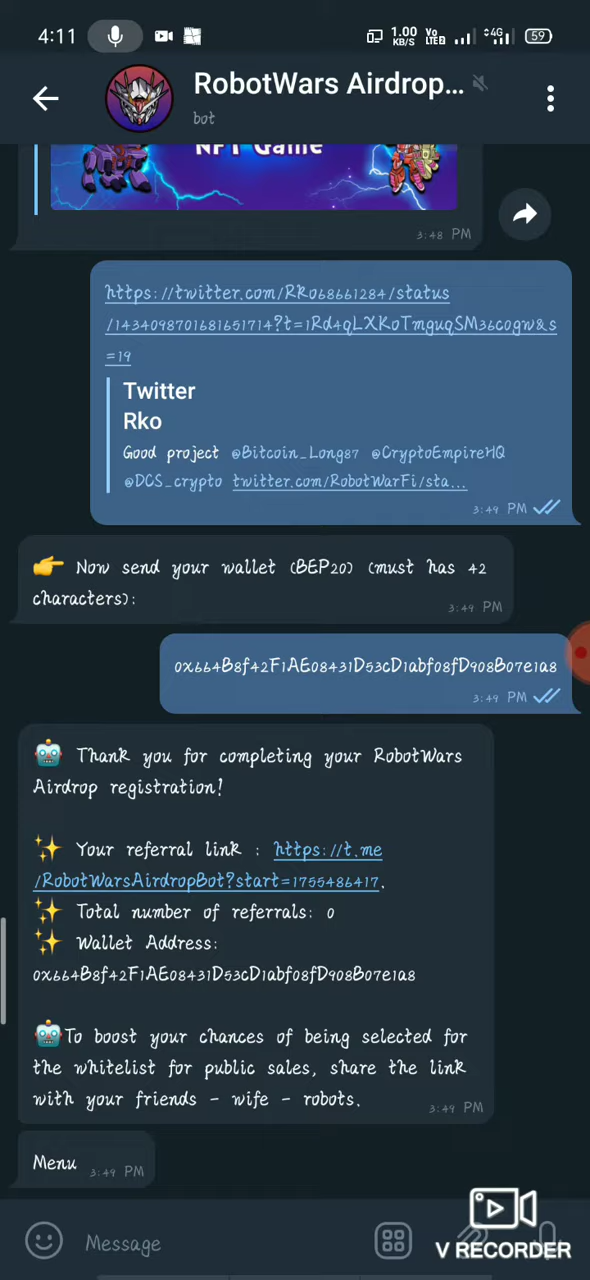 4:11
1.00 KB/S
Vo LTE2
4G
59
RobotWars Airdrop...
bot
NFT Game
3:48 PM
https://twitter.com/Rko68661284/status
/1434098701681651714?t=1Rd4qLXKoTmguqSM36cogw&s
=19
Twitter
Rko
Good project @Bitcoin_Long87 @CryptoEmpireHQ
@DCS_crypto twitter.com/RobotWarFi/sta...
3:49 PM
Now send your wallet (BEP20) (must has 42
characters):
3:49 PM
0x664B8f42F1AE08431D53cD1abf08fD908B07e1a8
3:49 PM
Thank you for completing your RobotWars
Airdrop registration!
Your referral link : https://t.me
/RobotWarsAirdropBot?start=1755486417.
Total number of referrals: 0
Wallet Address:
0x664B8f42F1AE08431D53cD1abf08fD908B07e1a8
To boost your chances of being selected for
the whitelist for public sales, share the link
with your friends - wife - robots.
3:49 PM
Menu
3:49 PM
Message
V RECORDER